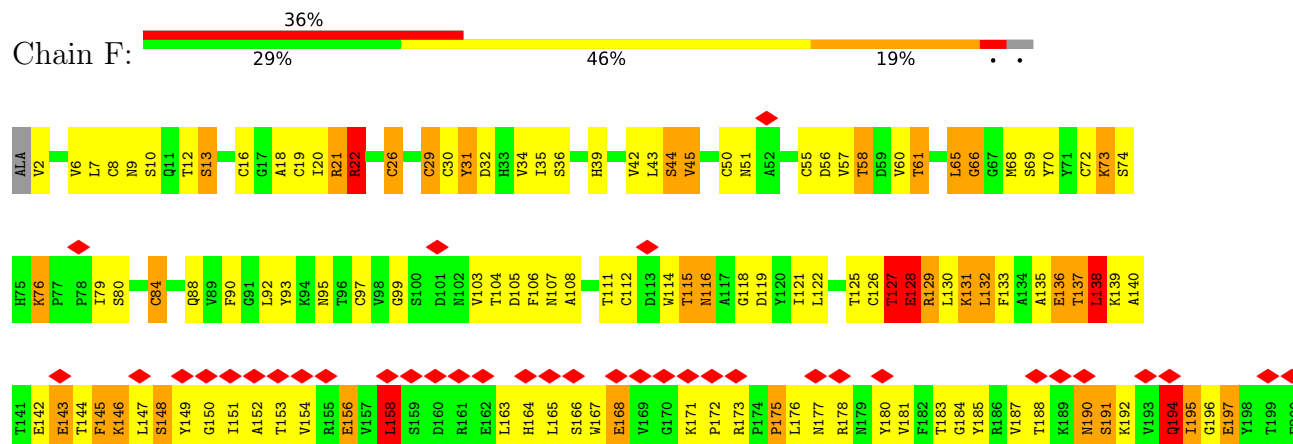 36%
Chain F:
29% 46% 19% • •
ALA V2 V6 L7 C8 N9 S10 Q11 T12 S13 C16 G17 A18 C19 I20 R21 R22 C26 C29 C30 Y31 D32 H33 V34 I35 S36 H39 V42 L43 S44 V45 C50 N51 A52 C55 D56 V57 T58 D59 V60 T61 L65 G66 G67 M68 S69 Y70 Y71 C72 K73 S74
H75 K76 P77 P78 I79 S80 C84 Q88 V89 F90 G91 L92 Y93 K94 N95 T96 C97 V98 G99 S100 D101 N102 V103 T104 D105 F106 N107 A108 T111 C112 D113 W114 T115 N116 A117 G118 D119 Y120 I121 L122 T125 C126 T127 E128 R129 L130 K131 L132 F133 A134 A135 E136 T137 L138 K139 A140
T141 E142 E143 T144 F145 K146 L147 S148 Y149 G150 I151 A152 T153 V154 R155 E156 V157 L158 S159 D160 R161 E162 L163 H164 L165 S166 W167 E168 V169 G170 K171 P172 R173 P174 P175 L176 N177 R178 N179 Y180 V181 F182 T183 G184 Y185 R186 V187 T188 K189 N190 S191 K192 V193 Q194 I195 G196 E197 Y198 T199